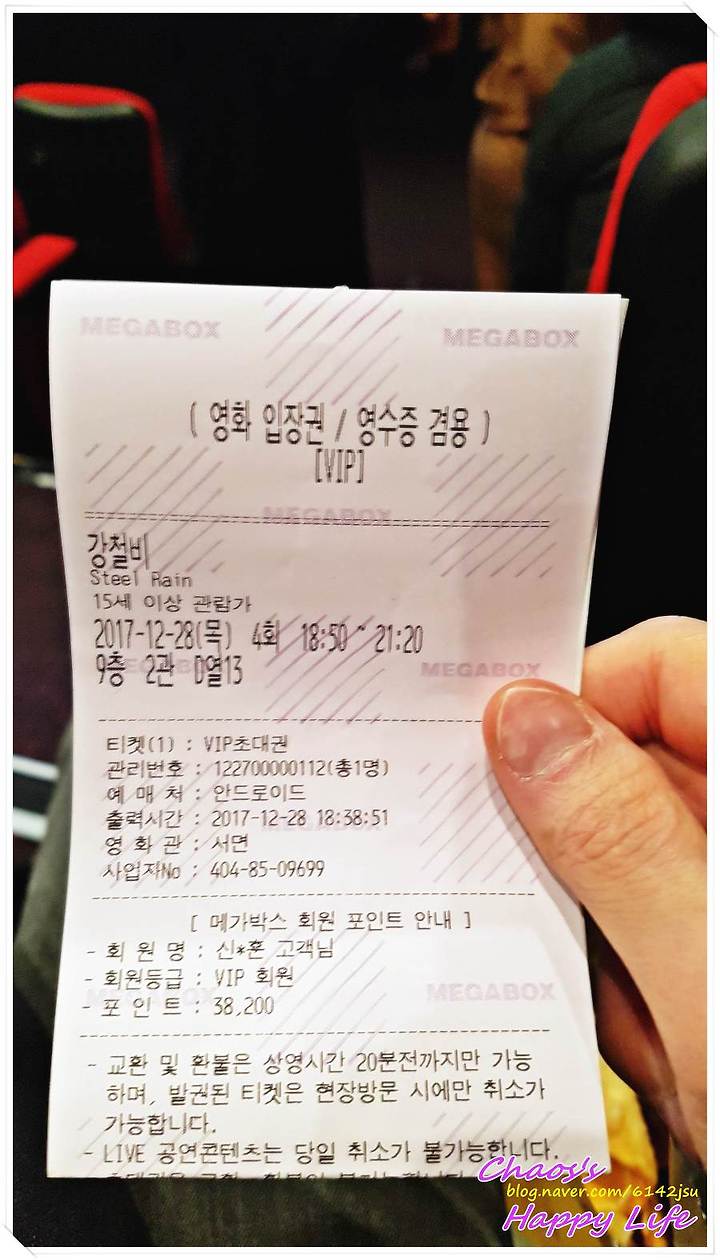 MEGABOX
MEGABOX
( 영화 입장권 / 영수증 겸용 )
[VIP]
MEGABOX
강철비
Steel Rain
15세 이상 관람가
2017-12-28(목) 4회 18:50 ~ 21:20
9층 2관 D열13
MEGABOX
티켓(1) : VIP초대권
관리번호 : 122700000112(총1명)
예 매 처 : 안드로이드
출력시간 : 2017-12-28 18:38:51
영 화 관 : 서면
사업자No : 404-85-09699
[ 메가박스 회원 포인트 안내 ]
- 회 원 명 : 신*훈 고객님
- 회원등급 : VIP 회원
- 포 인 트 : 38,200
MEGABOX
- 교환 및 환불은 상영시간 20분전까지만 가능
하며, 발권된 티켓은 현장방문 시에만 취소가
가능합니다.
- LIVE 공연콘텐츠는 당일 취소가 불가능합니다.
Chaos's
blog.naver.com/6142jsu
Happy Life